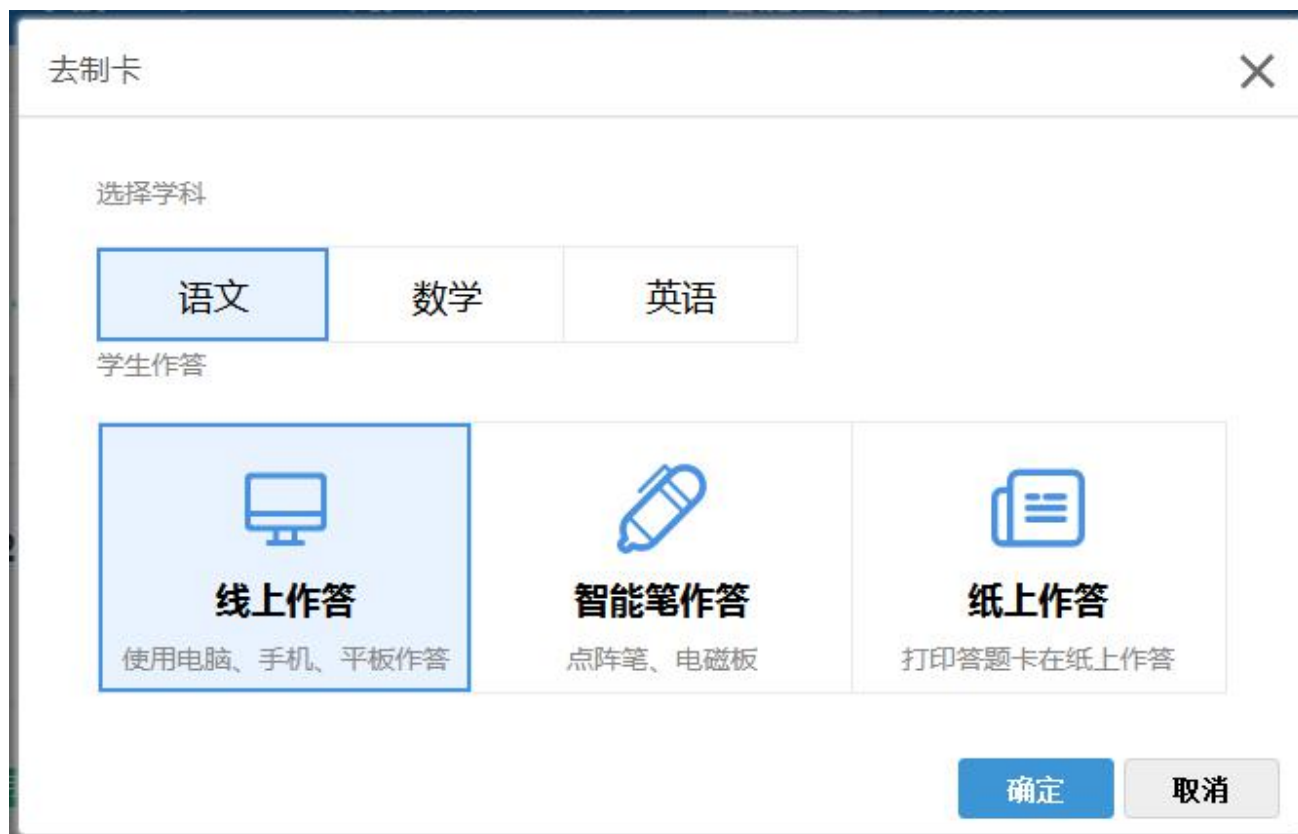 去制卡
选择学科
语文 数学 英语
学生作答
线上作答 智能笔作答 纸上作答
使用电脑、手机、平板作答 点阵笔、电磁板 打印答题卡在纸上作答
确定 取消